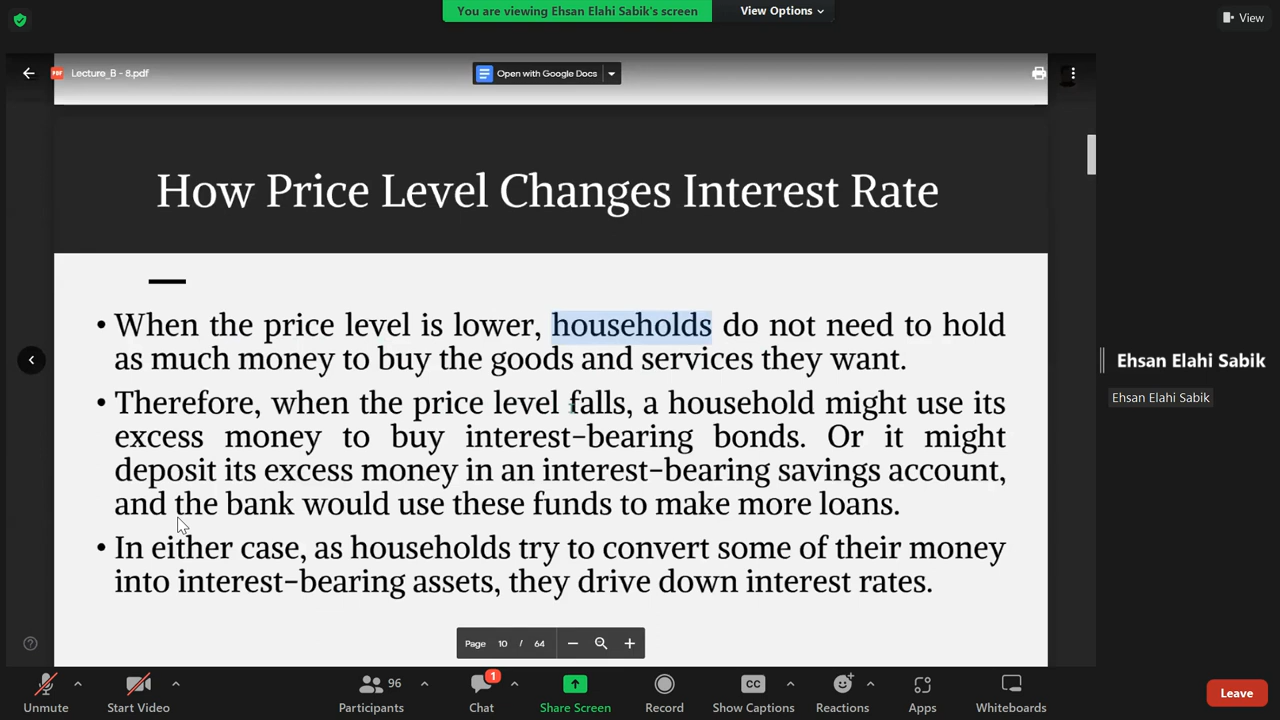 You are viewing Ehsan Elahi Sabik's screen
View Options
View
PDF
Lecture_B - 8.pdf
Open with Google Docs
How Price Level Changes Interest Rate
• When the price level is lower, households do not need to hold
as much money to buy the goods and services they want.
• Therefore, when the price level falls, a household might use its
excess money to buy interest-bearing bonds. Or it might
deposit its excess money in an interest-bearing savings account,
and the bank would use these funds to make more loans.
• In either case, as households try to convert some of their money
into interest-bearing assets, they drive down interest rates.
Ehsan Elahi Sabik
Ehsan Elahi Sabik
Page 10 / 64
Unmute
Start Video
96
Participants
1
Chat
Share Screen
Record
CC
Show Captions
Reactions
Apps
Whiteboards
Leave